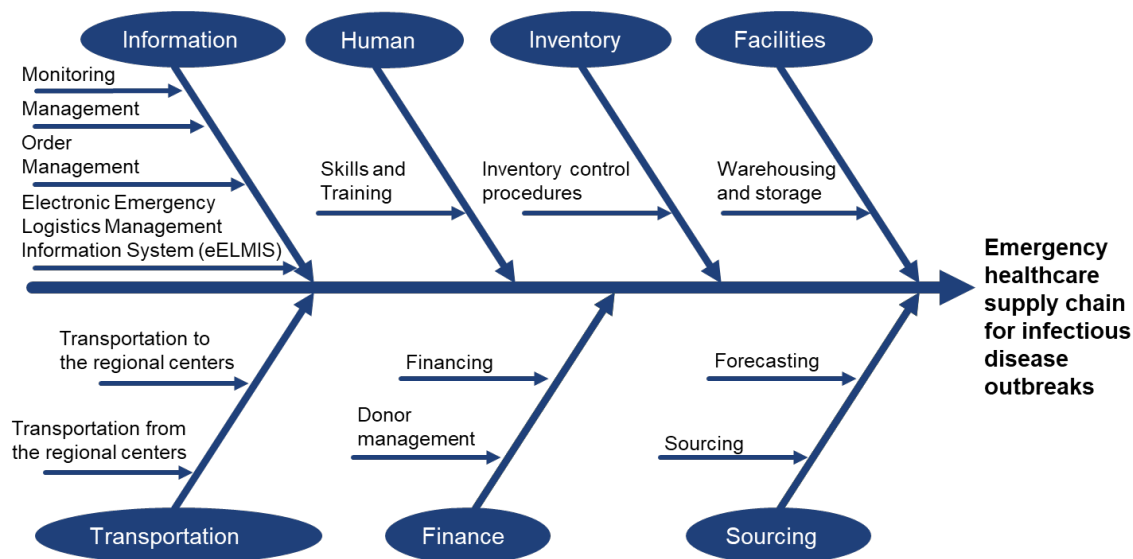 Information
Human
Inventory
Facilities
Monitoring
Management
Order
Management
Electronic Emergency
Logistics Management
Information System (eELMIS)
Skills and
Training
Inventory control
procedures
Warehousing
and storage
Emergency
healthcare
supply chain
for infectious
disease
outbreaks
Transportation to
the regional centers
Transportation from
the regional centers
Financing
Donor
management
Forecasting
Sourcing
Transportation
Finance
Sourcing